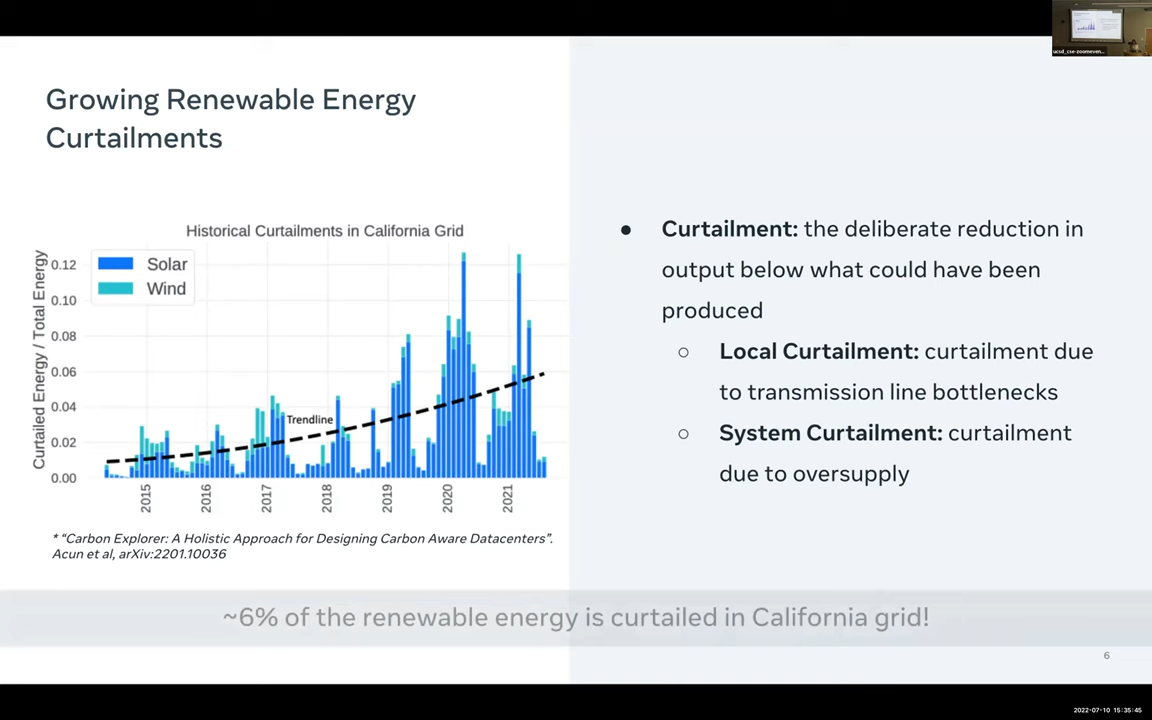 ucsd_cse-zoomeven...
Growing Renewable Energy
Curtailments
Historical Curtailments in California Grid
Curtailed Energy / Total Energy
0.12
0.10
0.08
0.06
0.04
0.02
0.00
Solar
Wind
Trendline
2015
2016
2017
2018
2019
2020
2021
* “Carbon Explorer: A Holistic Approach for Designing Carbon Aware Datacenters”.
Acun et al, arXiv:2201.10036
● Curtailment: the deliberate reduction in
output below what could have been
produced
○ Local Curtailment: curtailment due
to transmission line bottlenecks
○ System Curtailment: curtailment
due to oversupply
~6% of the renewable energy is curtailed in California grid!
6
2022-07-10 15:35:45